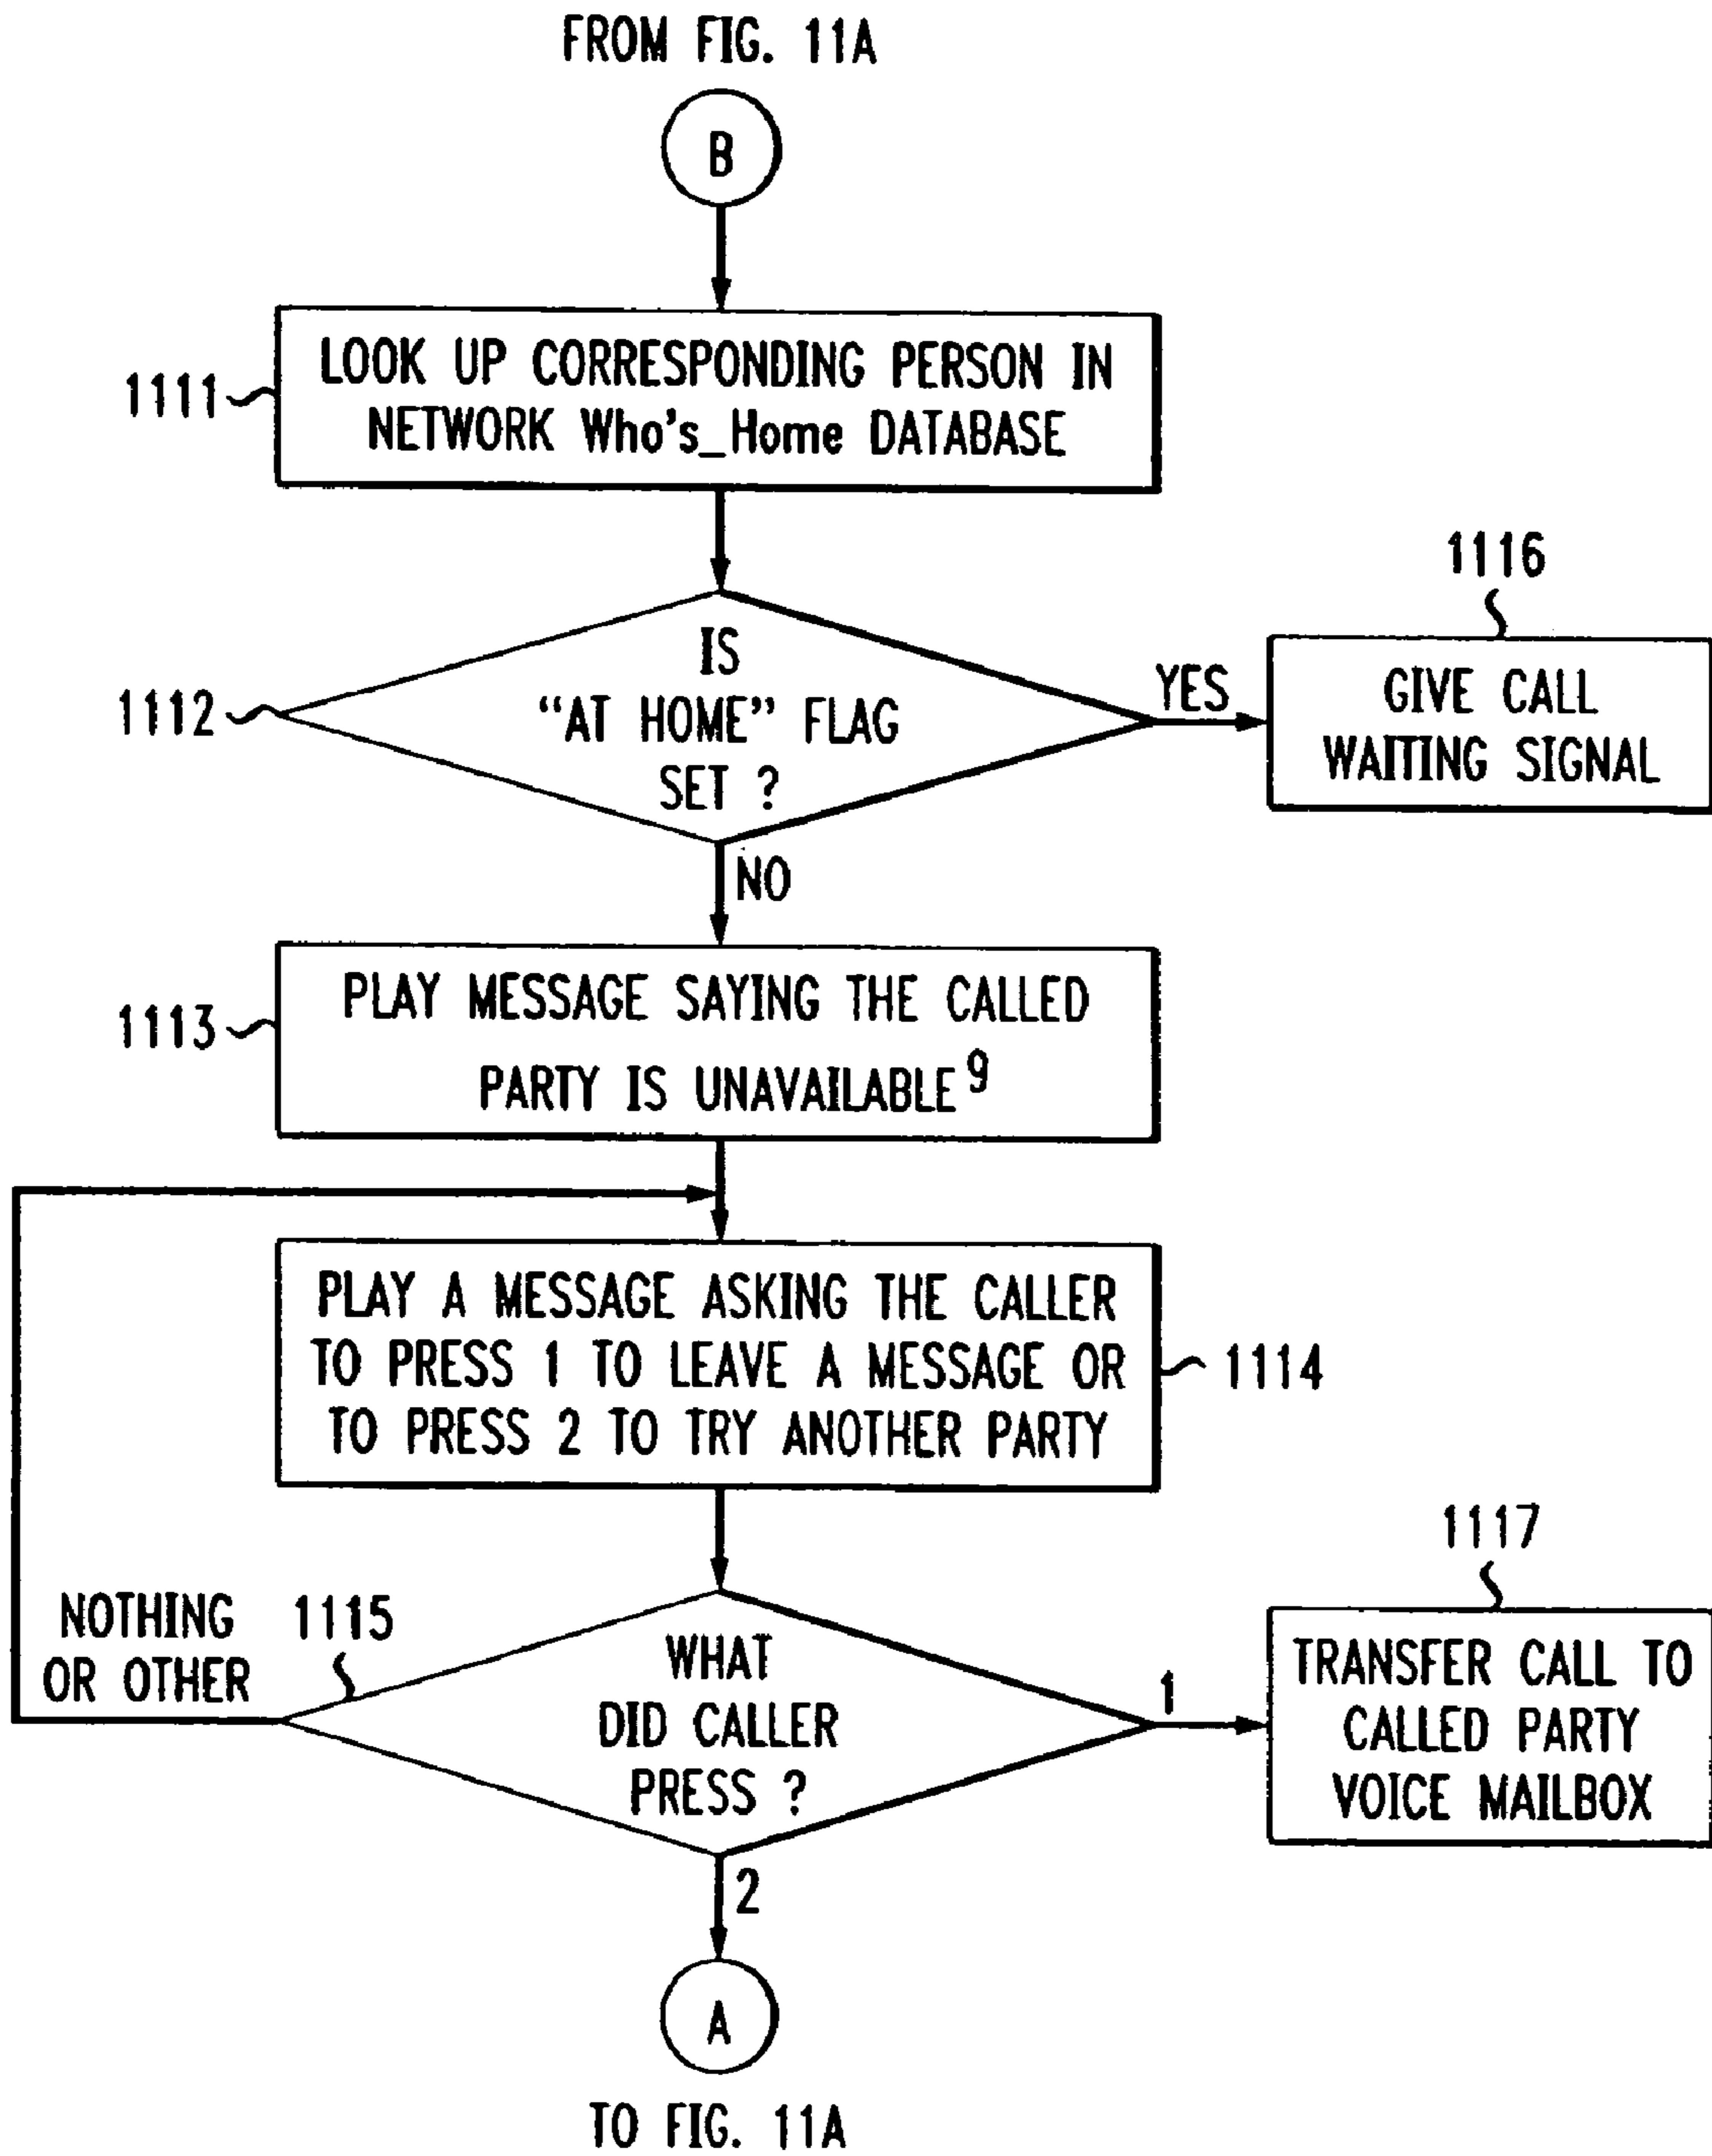 FROM FIG. 11A
B
1111
LOOK UP CORRESPONDING PERSON IN
NETWORK Who's_Home DATABASE
1112
IS
“AT HOME” FLAG
SET ?
YES
1116
GIVE CALL
WAITING SIGNAL
NO
1113
PLAY MESSAGE SAYING THE CALLED
PARTY IS UNAVAILABLE 9
PLAY A MESSAGE ASKING THE CALLER
TO PRESS 1 TO LEAVE A MESSAGE OR
TO PRESS 2 TO TRY ANOTHER PARTY
1114
NOTHING
OR OTHER
1115
WHAT
DID CALLER
PRESS ?
1
1117
TRANSFER CALL TO
CALLED PARTY
VOICE MAILBOX
2
A
TO FIG. 11A